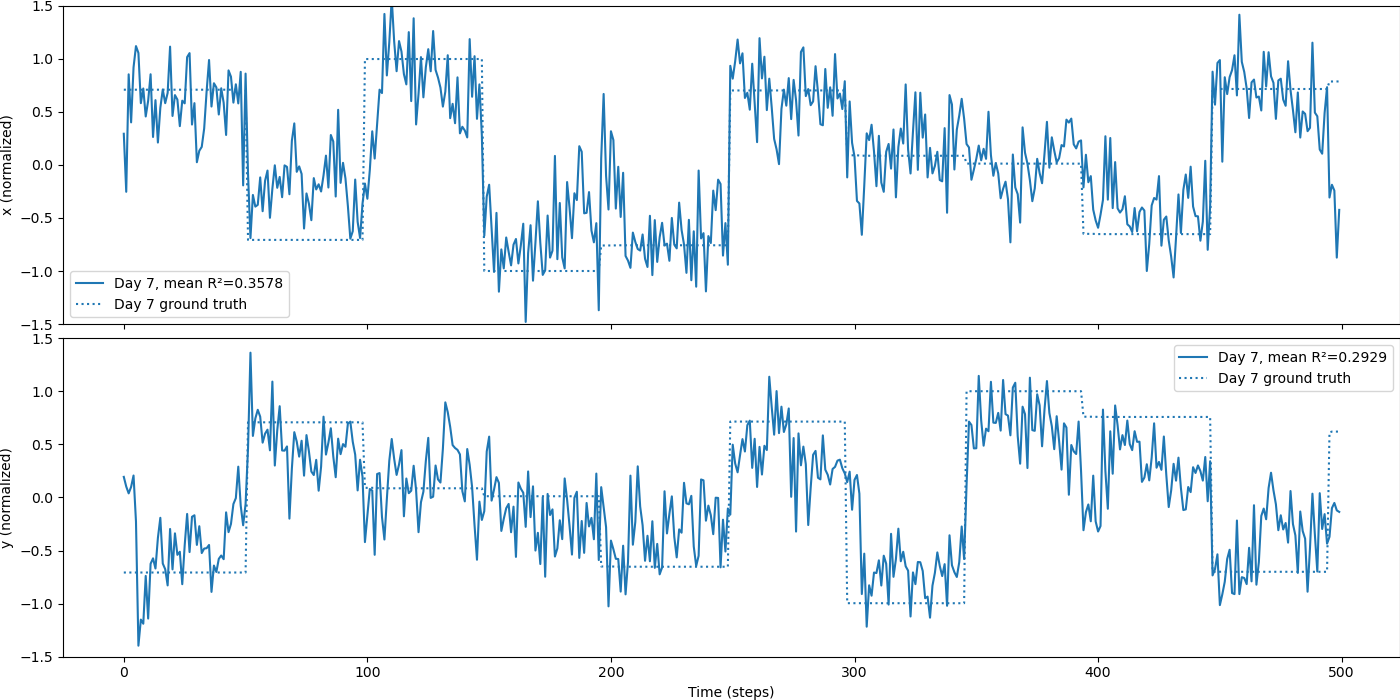 1.5
1.0
0.5
0.0
−0.5
−1.0
−1.5
x (normalized)
Day 7, mean R²=0.3578
Day 7 ground truth
1.5
1.0
0.5
0.0
−0.5
−1.0
−1.5
y (normalized)
Day 7, mean R²=0.2929
Day 7 ground truth
0 100 200 300 400 500
Time (steps)